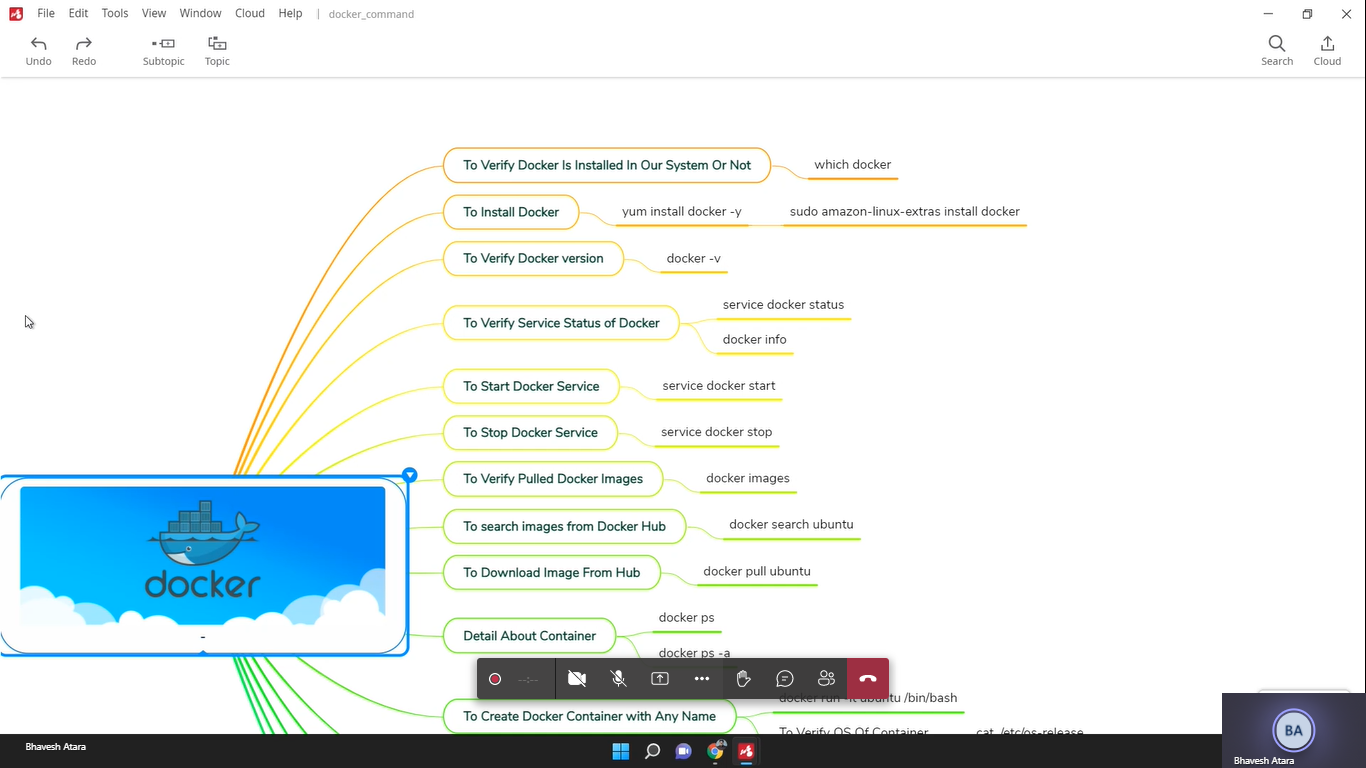 File Edit Tools View Window Cloud Help | docker_command
Undo Redo Subtopic Topic Search Cloud
To Verify Docker Is Installed In Our System Or Not which docker
To Install Docker yum install docker -y sudo amazon-linux-extras install docker
To Verify Docker version docker -v
To Verify Service Status of Docker
service docker status
docker info
To Start Docker Service service docker start
To Stop Docker Service service docker stop
To Verify Pulled Docker Images docker images
To search images from Docker Hub docker search ubuntu
To Download Image From Hub docker pull ubuntu
docker
-
Detail About Container
docker ps
docker ps -a
--:--
To Create Docker Container with Any Name
docker run ubuntu /bin/bash
To Verify OS Of Container cat /etc/os-release
Bhavesh Atara
BA
Bhavesh Atara